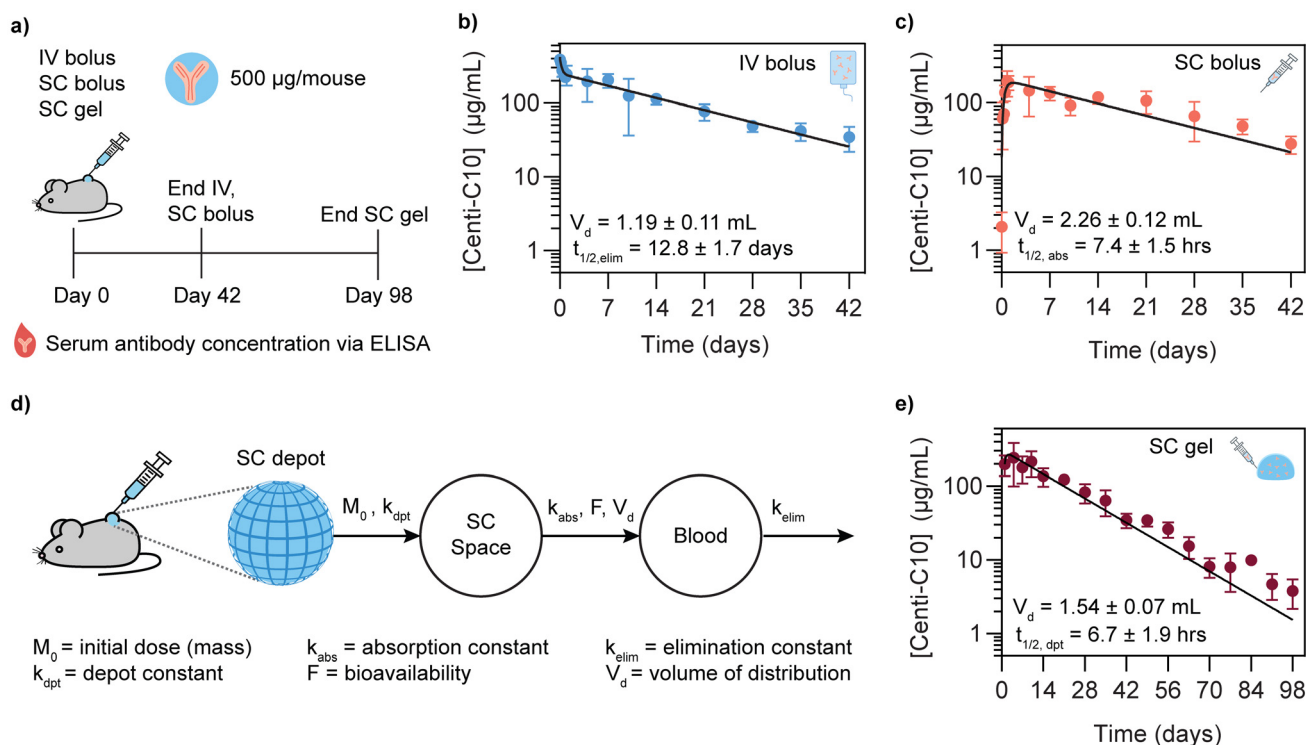 a)
IV bolus
SC bolus
SC gel
500 µg/mouse
End IV,
SC bolus
End SC gel
Day 0
Day 42
Day 98
Serum antibody concentration via ELISA
b)
[Centi-C10] (µg/mL)
100
10
1
IV bolus
V_d = 1.19 ± 0.11 mL
t_1/2,elim = 12.8 ± 1.7 days
0 7 14 21 28 35 42
Time (days)
c)
[Centi-C10] (µg/mL)
100
10
1
SC bolus
V_d = 2.26 ± 0.12 mL
t_1/2, abs = 7.4 ± 1.5 hrs
0 7 14 21 28 35 42
Time (days)
d)
SC depot
M_0 , k_dpt
SC
Space
k_abs, F, V_d
Blood
k_elim
M_0 = initial dose (mass)
k_dpt = depot constant
k_abs = absorption constant
F = bioavailability
k_elim = elimination constant
V_d = volume of distribution
e)
[Centi-C10] (µg/mL)
100
10
1
SC gel
V_d = 1.54 ± 0.07 mL
t_1/2, dpt = 6.7 ± 1.9 hrs
0 14 28 42 56 70 84 98
Time (days)